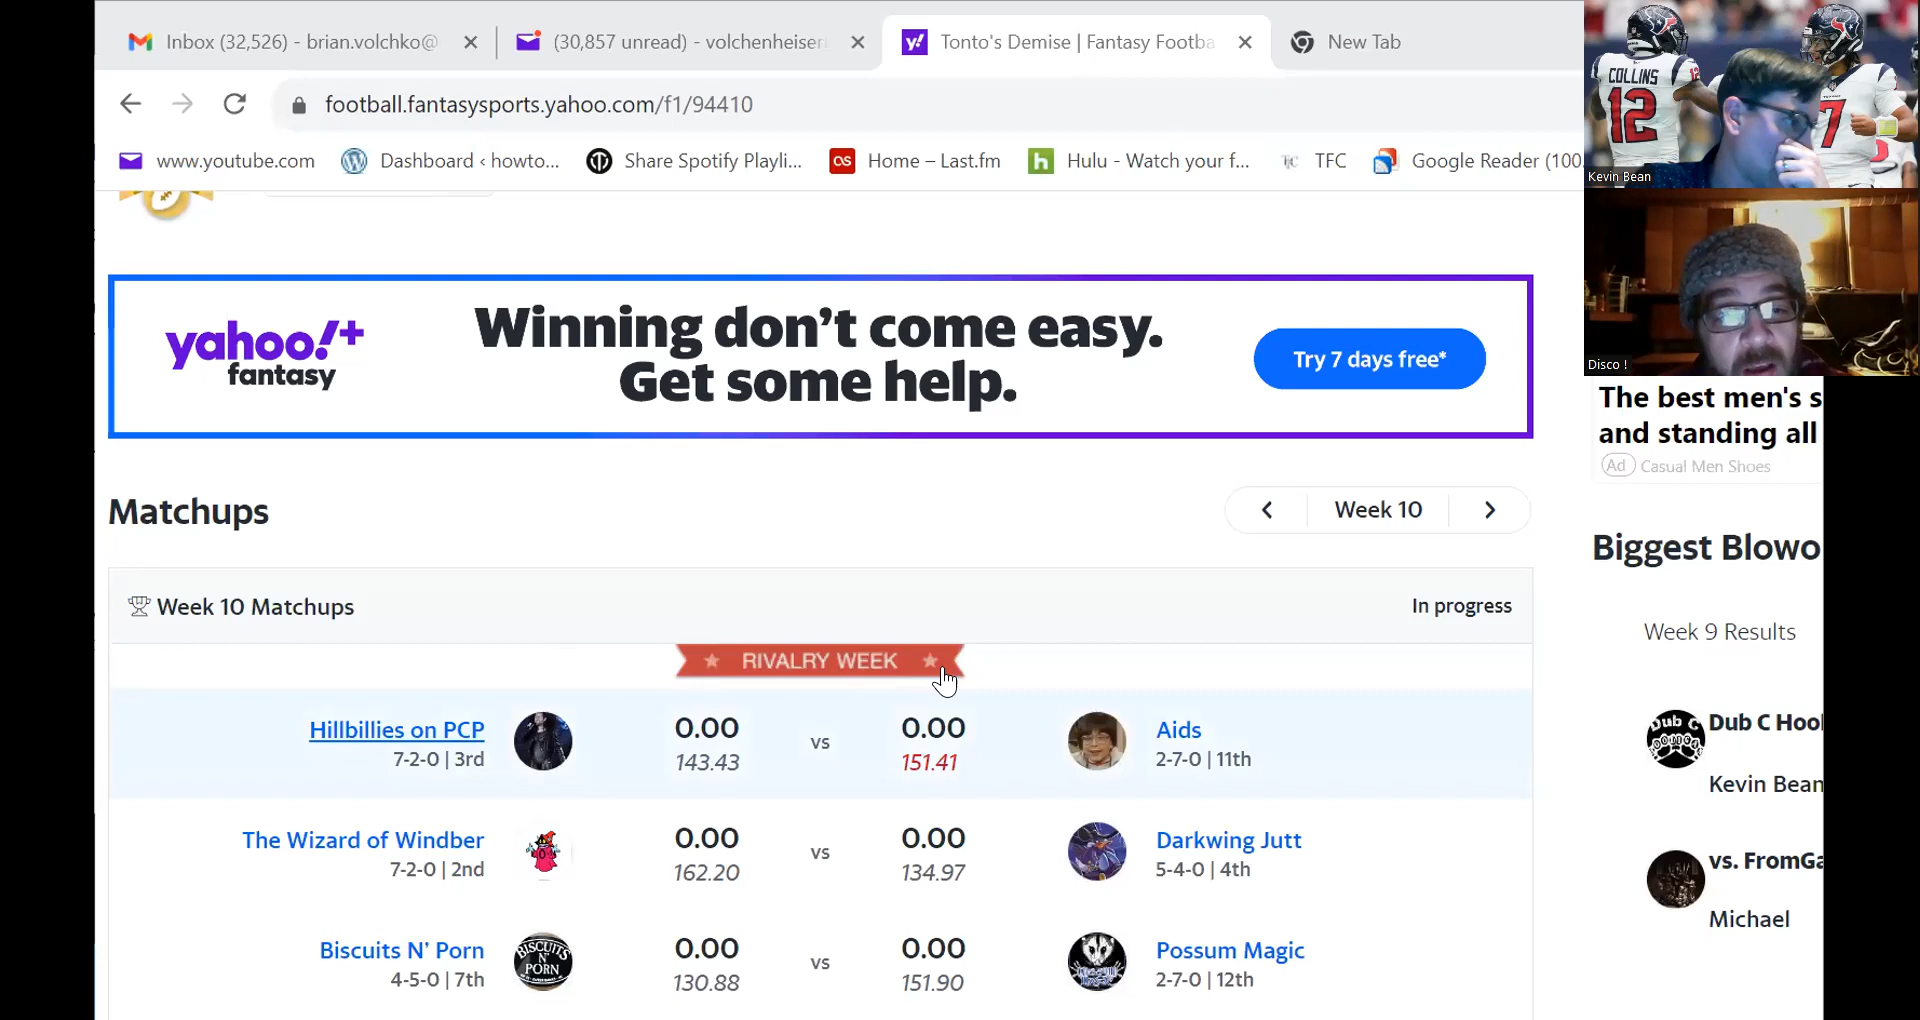 Inbox (32,526) - brian.volchko@
(30,857 unread) - volchenheiser
Tonto's Demise | Fantasy Footba
New Tab
football.fantasysports.yahoo.com/f1/94410
www.youtube.com
Dashboard ‹ howto...
Share Spotify Playli...
Home – Last.fm
Hulu - Watch your f...
TFC
Google Reader (100
COLLINS
12
7
Kevin Bean
Disco !
yahoo!+
fantasy
Winning don't come easy.
Get some help.
Try 7 days free*
The best men's s
and standing all
Ad Casual Men Shoes
Matchups
Week 10
Biggest Blowo
Week 10 Matchups
In progress
Week 9 Results
RIVALRY WEEK
Hillbillies on PCP
7-2-0 | 3rd
0.00
143.43
vs
0.00
151.41
Aids
2-7-0 | 11th
Dub C
Dub C Hool
Kevin Bean
The Wizard of Windber
7-2-0 | 2nd
0.00
162.20
vs
0.00
134.97
Darkwing Jutt
5-4-0 | 4th
vs. FromGa
Michael
Biscuits N' Porn
4-5-0 | 7th
BISCUITS
N'
PORN
0.00
130.88
vs
0.00
151.90
Possum Magic
2-7-0 | 12th